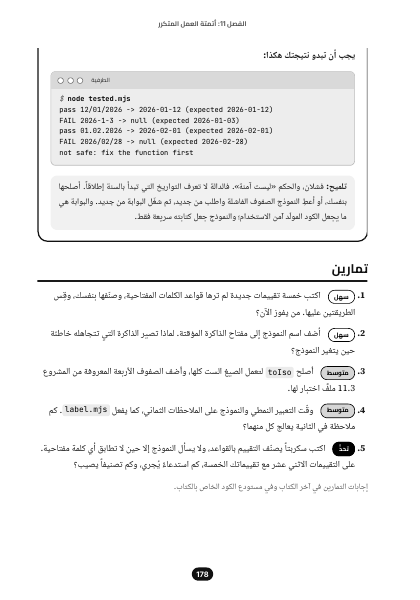 الفصل 11: أتمتة العمل المتكرر
يجب أن تبدو نتيجتك هكذا:
الطرفية
$ node tested.mjs
pass 12/01/2026 -> 2026-01-12 (expected 2026-01-12)
FAIL 2026-1-3 -> null (expected 2026-01-03)
pass 01.02.2026 -> 2026-02-01 (expected 2026-02-01)
FAIL 2026/02/28 -> null (expected 2026-02-28)
not safe: fix the function first
تلميح: فشلان، والحكم «ليست آمنة». فالدالة لا تعرف التواريخ التي تبدأ بالسنة إطلاقاً. أصلحها
بنفسك، أو أعطِ النموذج الصفوف الفاشلة واطلب من جديد، ثم شغّل البوابة من جديد. والبوابة هي
ما يجعل الكود المولّد آمن الاستخدام؛ والنموذج جعل كتابته سريعة فقط.
تمارين
1. سهل اكتب خمسة تقييمات جديدة لم ترها قواعد الكلمات المفتاحية، وصنّفها بنفسك، وقِس
الطريقتين عليها. من يفوز الآن؟
2. سهل أضف اسم النموذج إلى مفتاح الذاكرة المؤقتة. لماذا تصير الذاكرة التي تتجاهله خاطئة
حين يتغير النموذج؟
3. متوسط أصلح toIso لتعمل الصيغ الست كلها، وأضف الصفوف الأربعة المعروفة من المشروع
11.3 ملفّ اختبار لها.
4. متوسط وقّت التعبير النمطي والنموذج على الملاحظات الثماني، كما يفعل label.mjs. كم
ملاحظة في الثانية يعالج كل منهما؟
5. تحدٍّ اكتب سكربتاً يصنّف التقييم بالقواعد، ولا يسأل النموذج إلا حين لا تطابق أي كلمة مفتاحية.
على التقييمات الاثني عشر مع تقييماتك الخمسة، كم استدعاءً يُجري، وكم تصنيفاً يصيب؟
إجابات التمارين في آخر الكتاب وفي مستودع الكود الخاص بالكتاب.
178